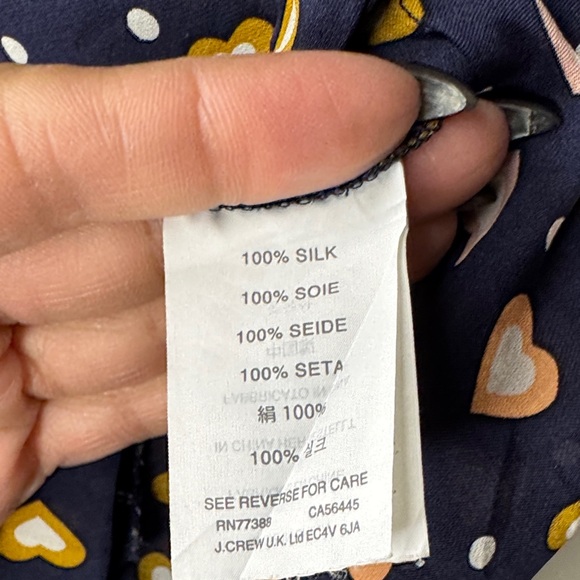 100% SILK
100% SOIE
100% SEIDE
100% SETA
絹 100%
100% 실크
SEE REVERSE FOR CARE
RN77388 CA56445
J.CREW U.K. Ltd EC4V 6JA